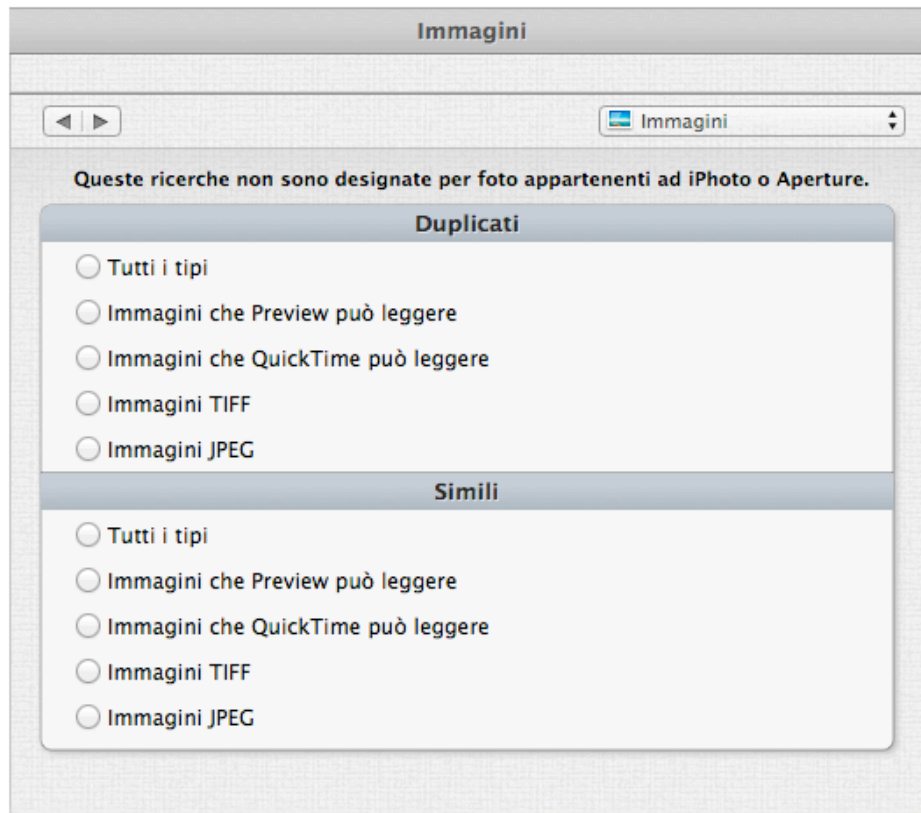 Immagini
Immagini
Queste ricerche non sono designate per foto appartenenti ad iPhoto o Aperture.
Duplicati
Tutti i tipi
Immagini che Preview può leggere
Immagini che QuickTime può leggere
Immagini TIFF
Immagini JPEG
Simili
Tutti i tipi
Immagini che Preview può leggere
Immagini che QuickTime può leggere
Immagini TIFF
Immagini JPEG